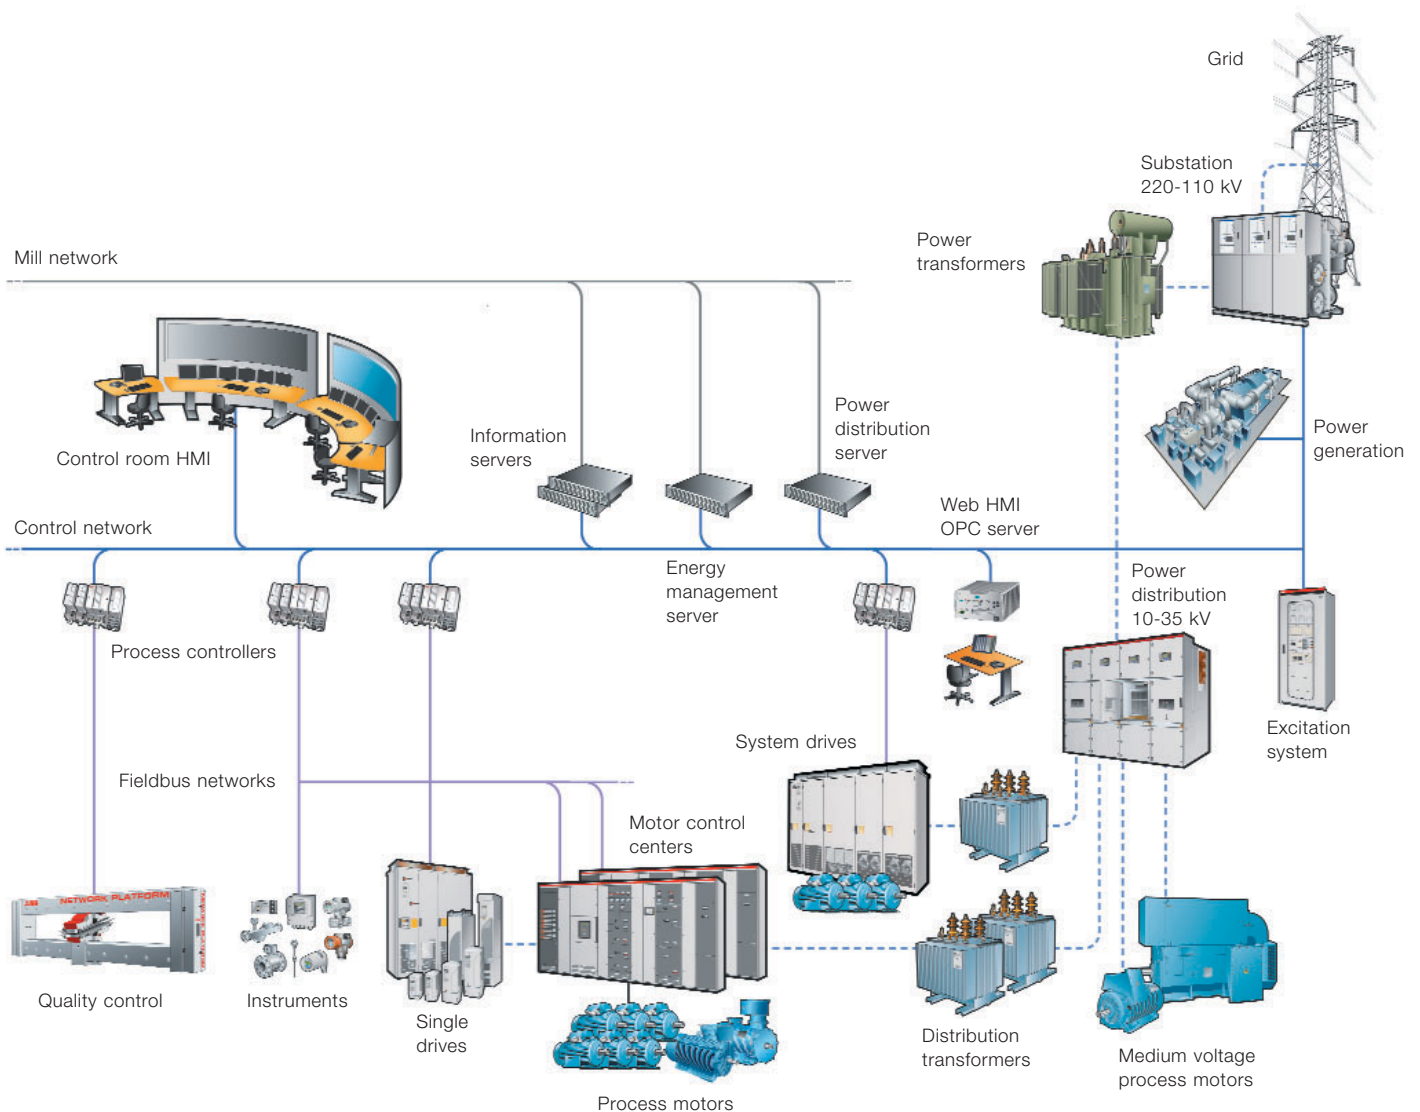 Grid
Substation
220-110 kV
Power
transformers
Mill network
Power
distribution
server
Information
servers
Control room HMI
Power
generation
Control network
Web HMI
OPC server
Energy
management
server
Power
distribution
10-35 kV
Process controllers
System drives
Excitation
system
Fieldbus networks
Motor control
centers
ABB
NETWORK PLATFORM
Quality control
Instruments
Single
drives
Distribution
transformers
Medium voltage
process motors
Process motors